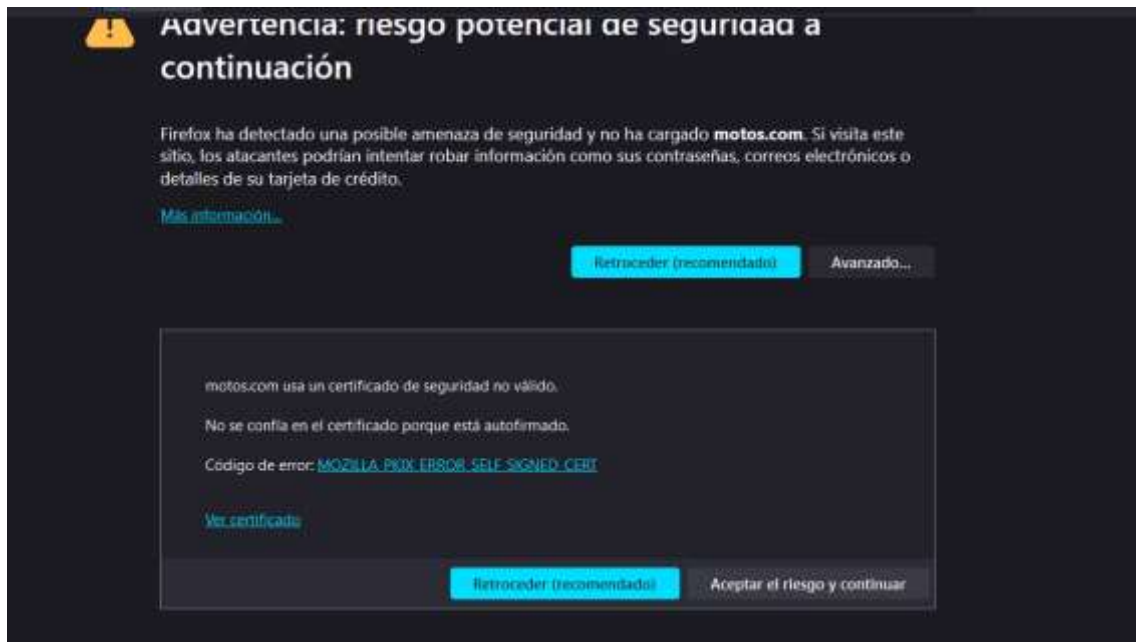 Advertencia: riesgo potencial de seguridad a
continuación
Firefox ha detectado una posible amenaza de seguridad y no ha cargado motos.com. Si visita este
sitio, los atacantes podrían intentar robar información como sus contraseñas, correos electrónicos o
detalles de su tarjeta de crédito.
Más información...
Retroceder (recomendado) Avanzado...
motos.com usa un certificado de seguridad no válido.
No se confía en el certificado porque está autofirmado.
Código de error: MOZILLA_PKIX_ERROR_SELF_SIGNED_CERT
Ver certificado
Retroceder (recomendado) Aceptar el riesgo y continuar